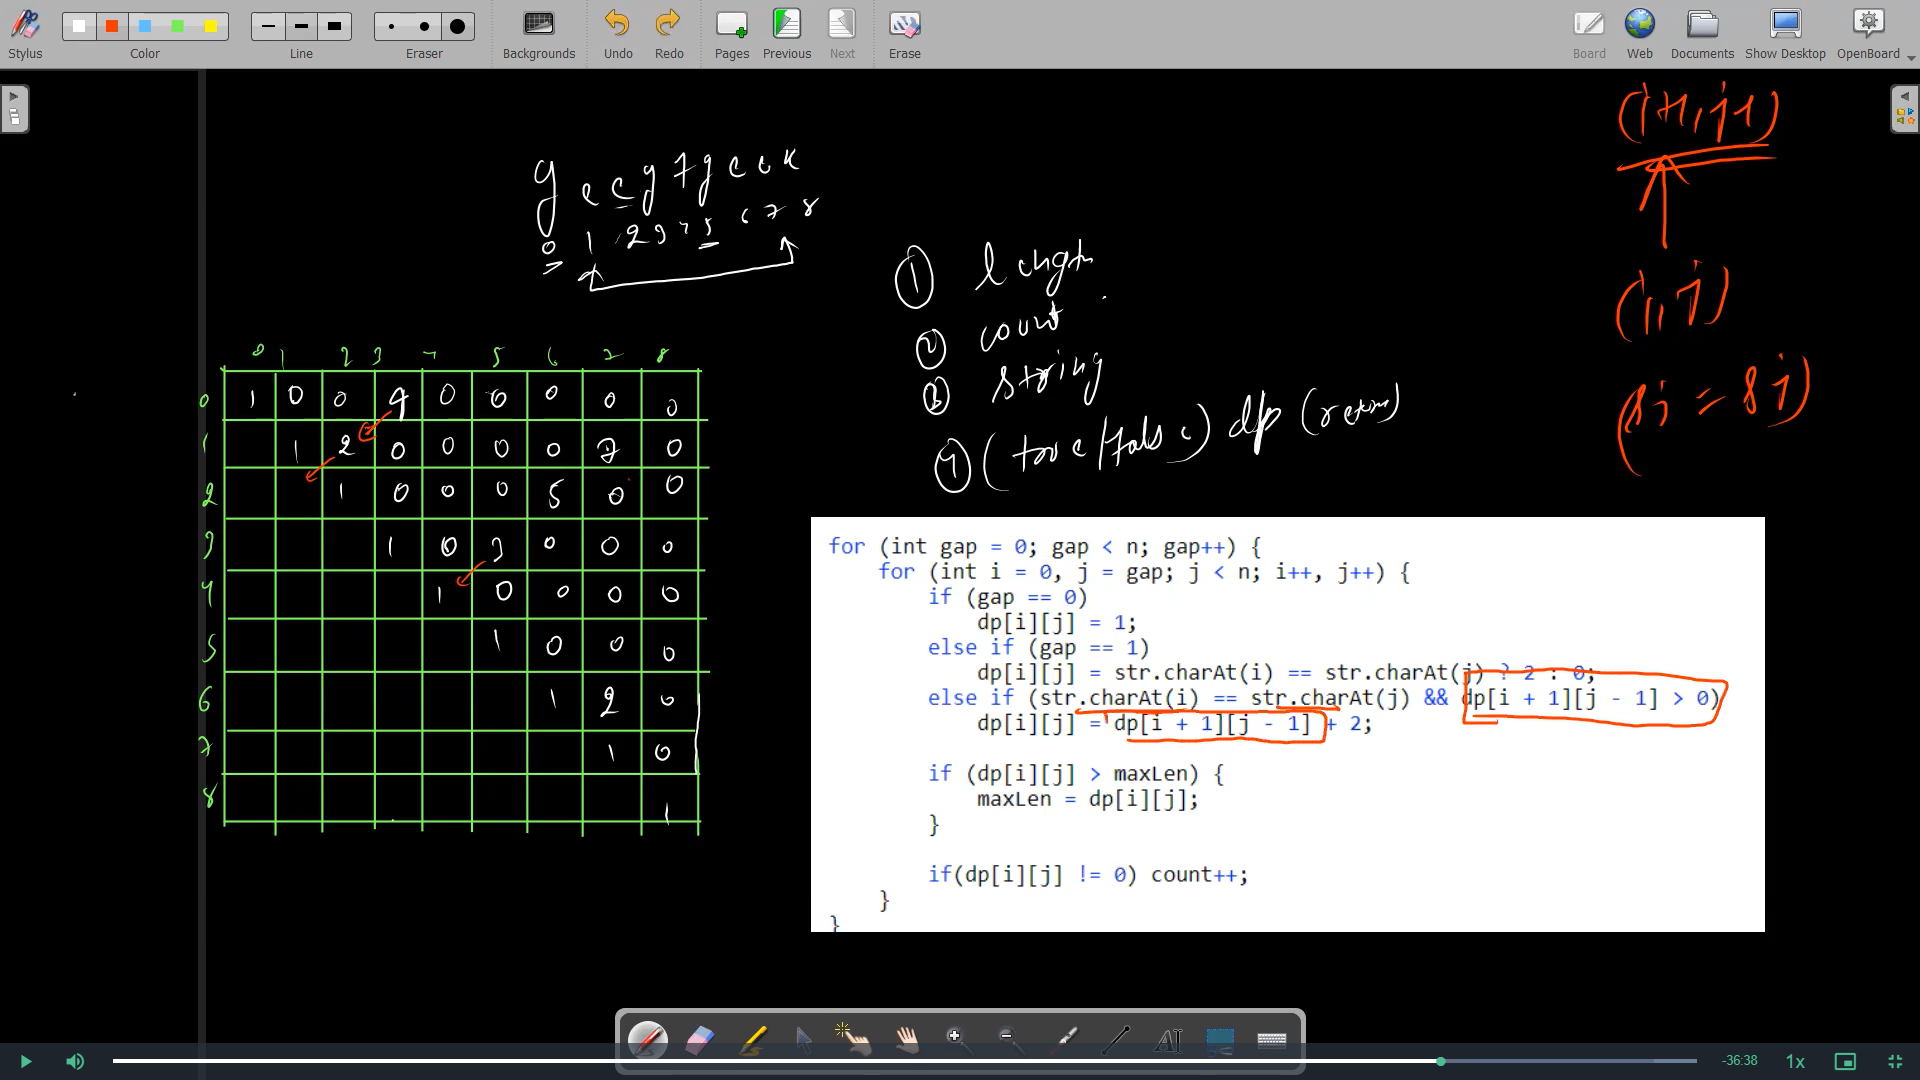 Stylus Color Line Eraser Backgrounds Undo Redo Pages Previous Next Erase Board Web Documents Show Desktop OpenBoard
g e e g f g e e k
0 1 2 3 4 5 6 7 8
① length
② count
③ string
④ (true/false) dp (return)
(i+1, j-1)
(i, j)
(si = sj)
0 1 2 3 4 5 6 7 8
0 1 0 0 4 0 0 0 0 0
1 1 2 0 0 0 0 7 0
2 1 0 0 0 5 0 0
3 1 0 3 0 0 0
4 1 0 0 0 0
5 1 0 0 0
6 1 2 0
7 1 0
8 1
for (int gap = 0; gap < n; gap++) {
for (int i = 0, j = gap; j < n; i++, j++) {
if (gap == 0)
dp[i][j] = 1;
else if (gap == 1)
dp[i][j] = str.charAt(i) == str.charAt(j) ? 2 : 0;
else if (str.charAt(i) == str.charAt(j) && dp[i + 1][j - 1] > 0)
dp[i][j] = dp[i + 1][j - 1] + 2;
if (dp[i][j] > maxLen) {
maxLen = dp[i][j];
}
if(dp[i][j] != 0) count++;
}
}
-36:38 1x